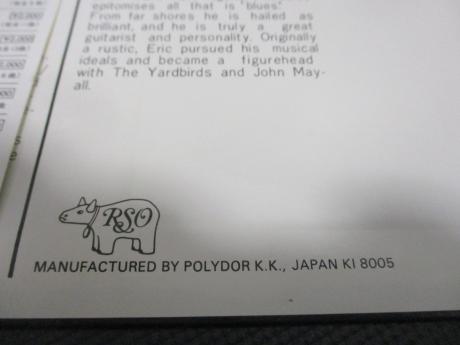 epitomises all that is 'blues'.
From far shores he is hailed as
brilliant, and he is truly a great
guitarist and personality. Originally
a rustic, Eric pursued his musical
ideals and became a figurehead
with The Yardbirds and John May-
all.
RSO
MANUFACTURED BY POLYDOR K.K., JAPAN KI 8005